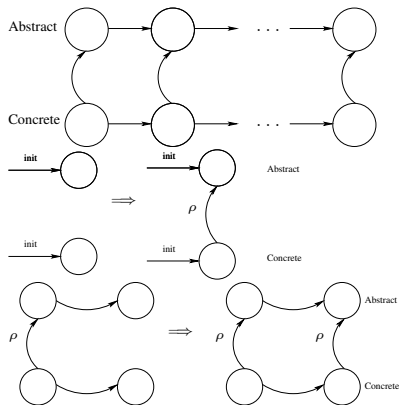 Abstract
. . .
Concrete
. . .
init ⟹ init Abstract
ρ
init init Concrete
ρ ⟹ ρ ρ Abstract
Concrete